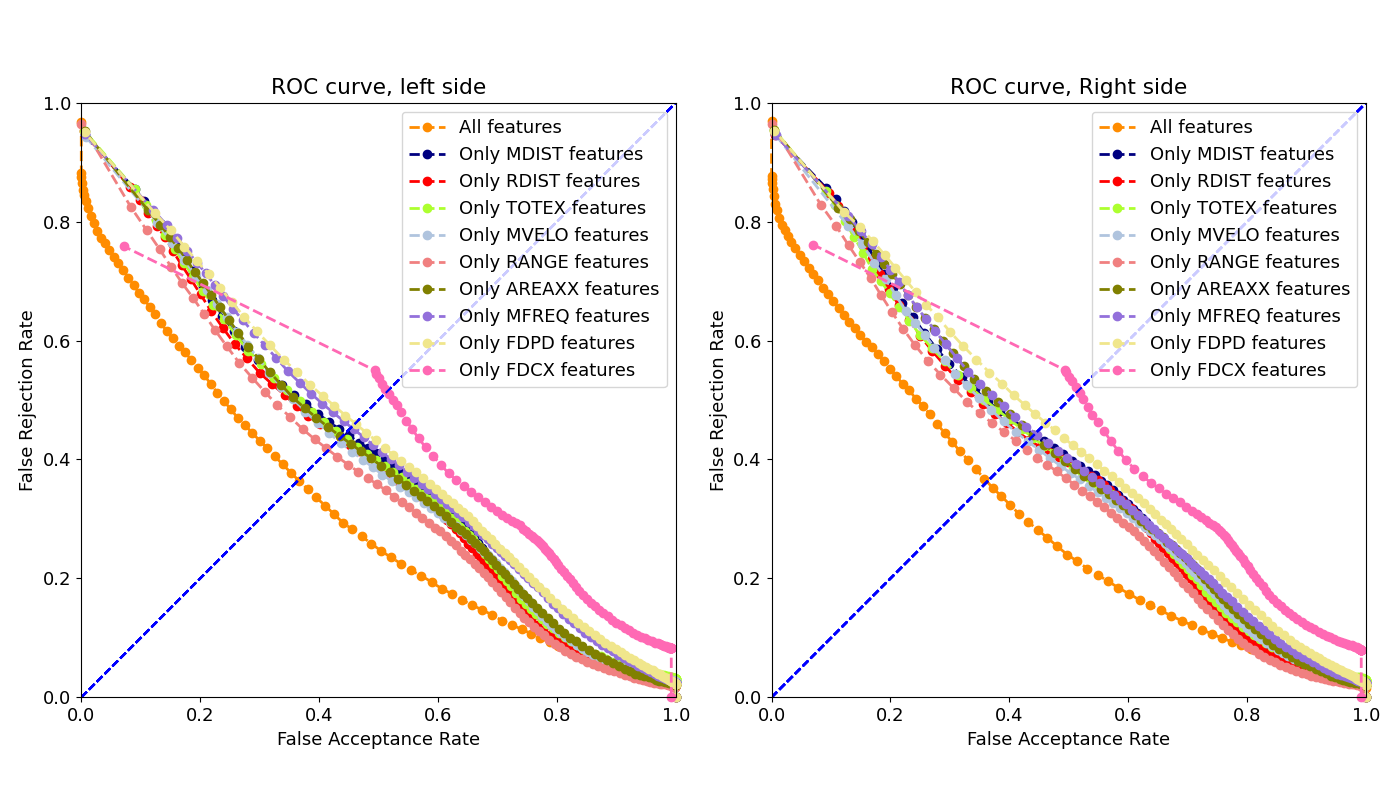 ROC curve, left side
1.0
0.8
0.6
0.4
0.2
0.0
False Rejection Rate
All features
Only MDIST features
Only RDIST features
Only TOTEX features
Only MVELO features
Only RANGE features
Only AREAXX features
Only MFREQ features
Only FDPD features
Only FDCX features
0.0 0.2 0.4 0.6 0.8 1.0
False Acceptance Rate
ROC curve, Right side
1.0
0.8
0.6
0.4
0.2
0.0
False Rejection Rate
All features
Only MDIST features
Only RDIST features
Only TOTEX features
Only MVELO features
Only RANGE features
Only AREAXX features
Only MFREQ features
Only FDPD features
Only FDCX features
0.0 0.2 0.4 0.6 0.8 1.0
False Acceptance Rate